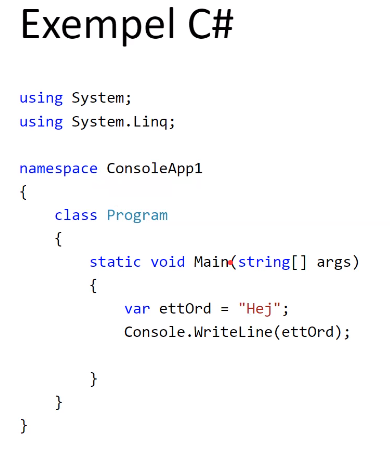 Exempel C#
using System;
using System.Linq;
namespace ConsoleApp1
{
    class Program
    {
        static void Main(string[] args)
        {
            var ettOrd = "Hej";
            Console.WriteLine(ettOrd);
        }
    }
}